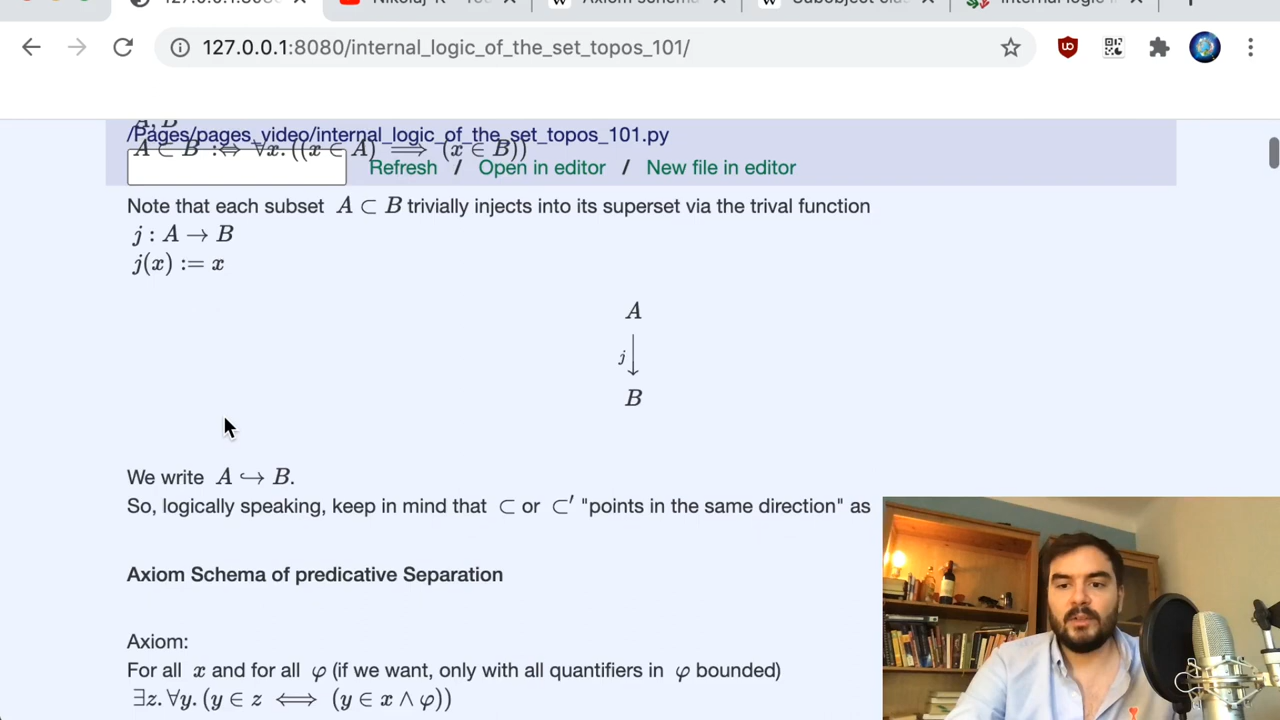 127.0.0.1:8080/internal_logic_of_the_set_topos_101/
/Pages/pages_video/internal_logic_of_the_set_topos_101.py
A ⊂ B :⇔ ∀x. ((x ∈ A) ⟹ (x ∈ B))
Refresh / Open in editor / New file in editor
Note that each subset A ⊂ B trivially injects into its superset via the trival function
j : A → B
j(x) := x
A
j
B
We write A ↪ B.
So, logically speaking, keep in mind that ⊂ or ⊂′ "points in the same direction" as
Axiom Schema of predicative Separation
Axiom:
For all x and for all φ (if we want, only with all quantifiers in φ bounded)
∃z. ∀y. (y ∈ z ⟺ (y ∈ x ∧ φ))